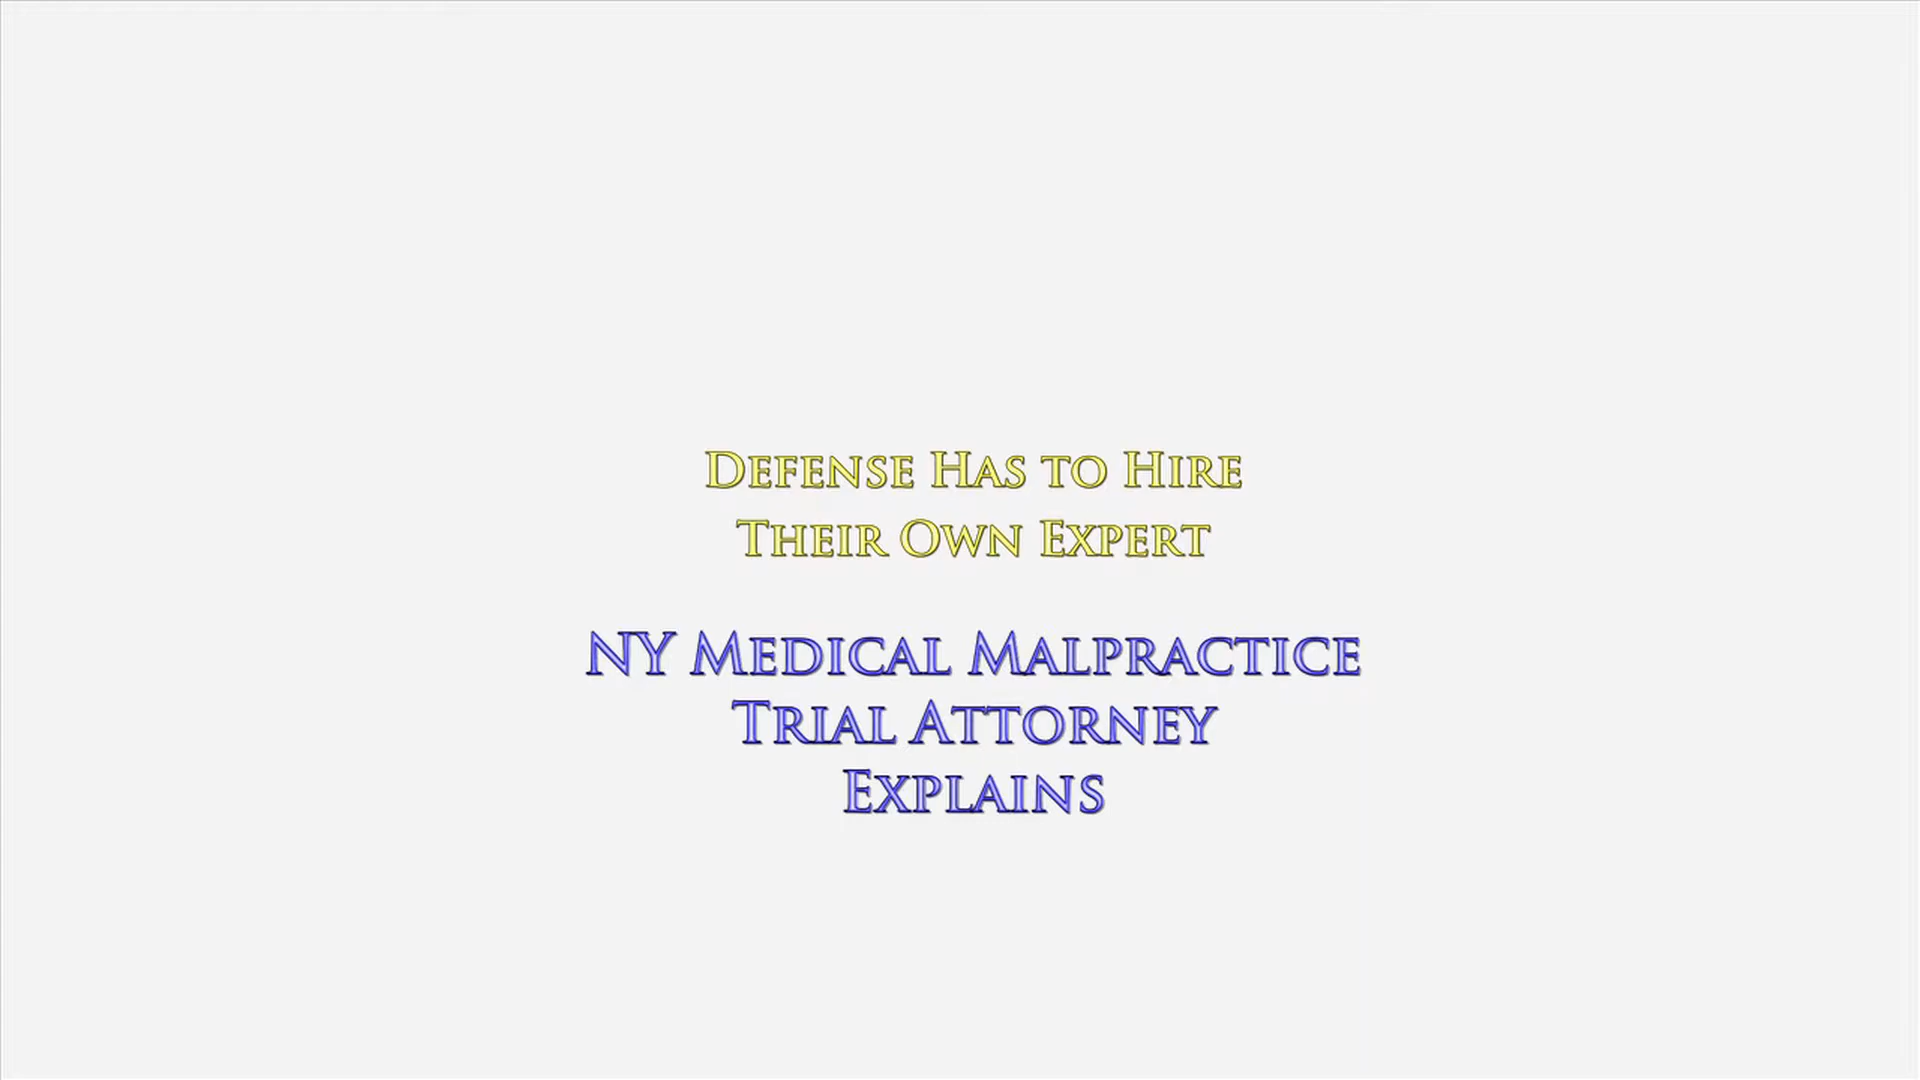 Defense Has to Hire
Their Own Expert
NY Medical Malpractice
Trial Attorney
Explains